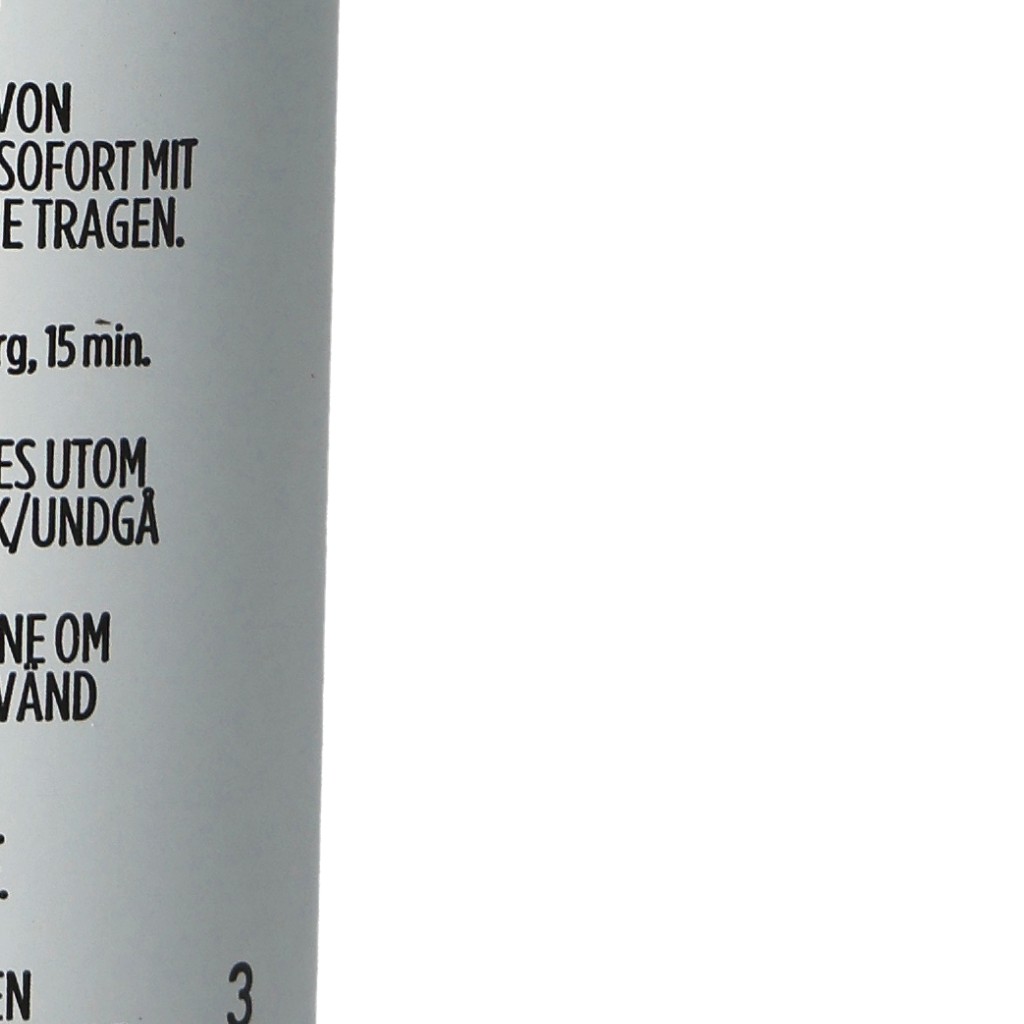 VON
SOFORT MIT
E TRAGEN.
rg, 15 min.
ES UTOM
K/UNDGÅ
NE OM
VÄND
EN 3